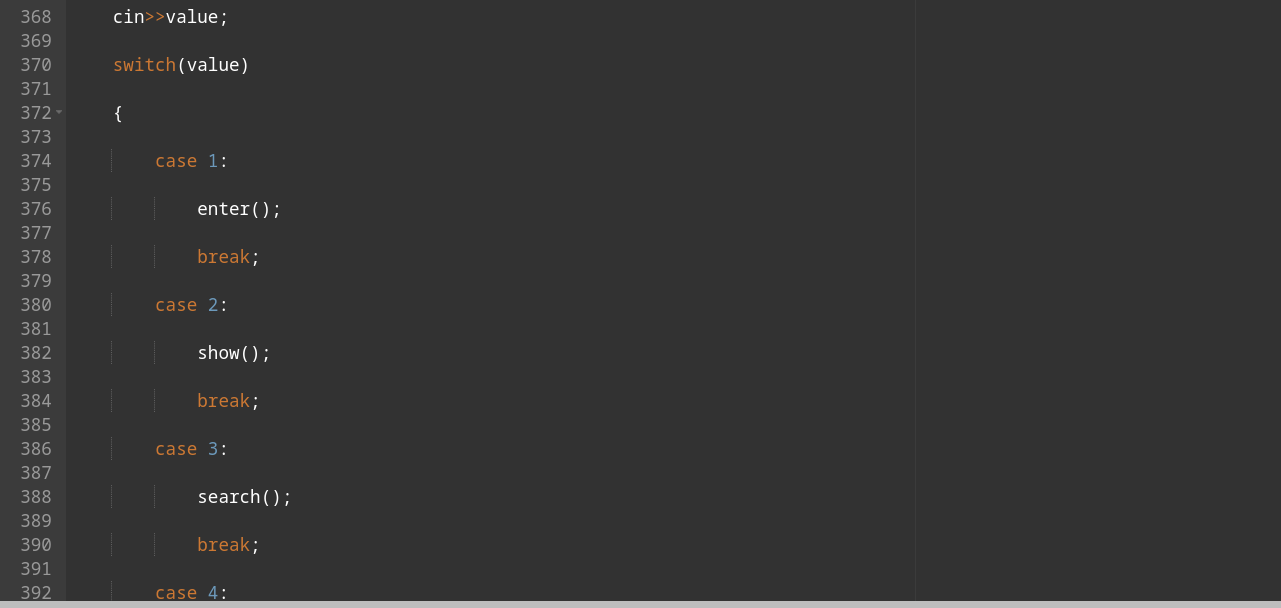 368 cin>>value;
369
370 switch(value)
371
372 {
373
374 case 1:
375
376 enter();
377
378 break;
379
380 case 2:
381
382 show();
383
384 break;
385
386 case 3:
387
388 search();
389
390 break;
391
392 case 4: